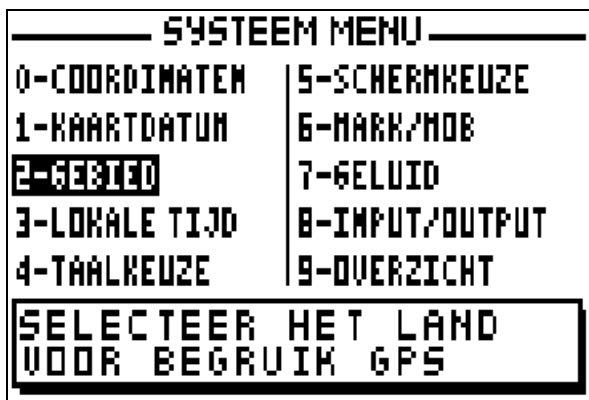 SYSTEEM MENU
0-COORDINATEN
1-KAARTDATUM
2-GEBIED
3-LOKALE TIJD
4-TAALKEUZE
5-SCHERMKEUZE
6-MARK/MOB
7-GELUID
8-INPUT/OUTPUT
9-OVERZICHT
SELECTEER HET LAND
VOOR BEGRUIK GPS